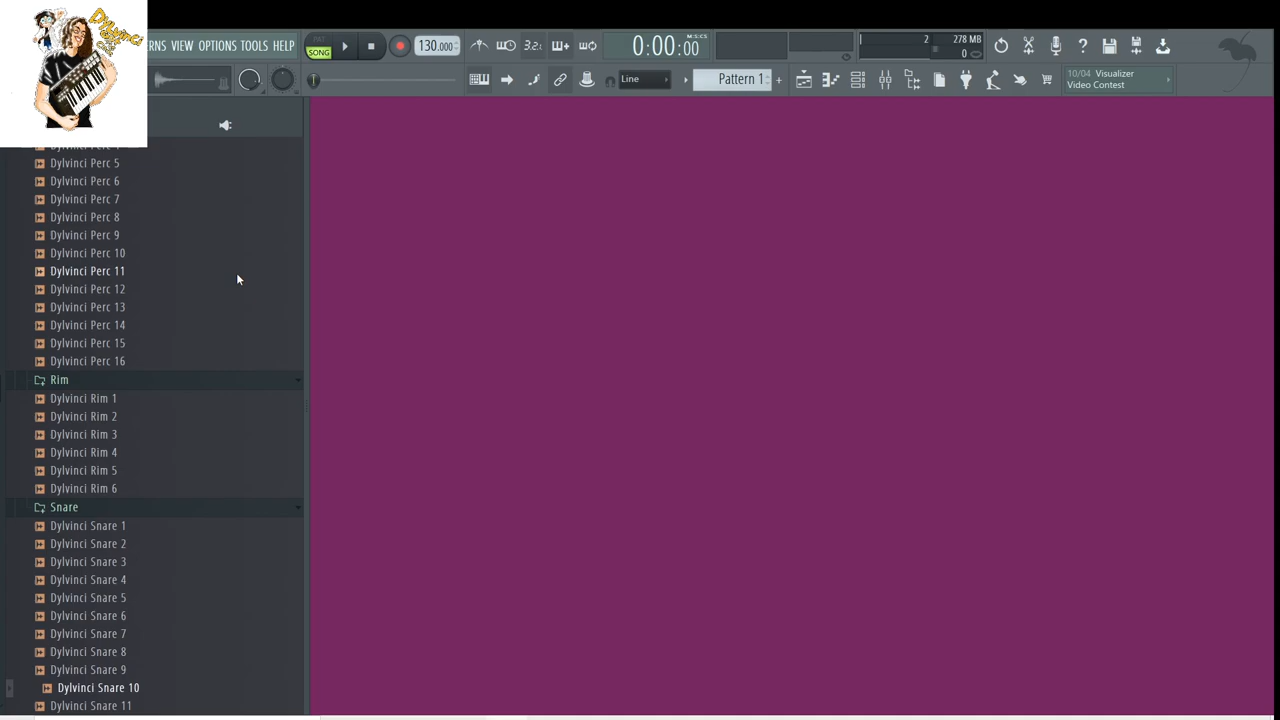 Dylvinci
RNS VIEW OPTIONS TOOLS HELP
PAT
SONG
130.000
32:
0:00:00
M:S:CS
2
278 MB
0
Line
Pattern 1
10/04 Visualizer
Video Contest
Dylvinci Perc 5
Dylvinci Perc 6
Dylvinci Perc 7
Dylvinci Perc 8
Dylvinci Perc 9
Dylvinci Perc 10
Dylvinci Perc 11
Dylvinci Perc 12
Dylvinci Perc 13
Dylvinci Perc 14
Dylvinci Perc 15
Dylvinci Perc 16
Rim
Dylvinci Rim 1
Dylvinci Rim 2
Dylvinci Rim 3
Dylvinci Rim 4
Dylvinci Rim 5
Dylvinci Rim 6
Snare
Dylvinci Snare 1
Dylvinci Snare 2
Dylvinci Snare 3
Dylvinci Snare 4
Dylvinci Snare 5
Dylvinci Snare 6
Dylvinci Snare 7
Dylvinci Snare 8
Dylvinci Snare 9
Dylvinci Snare 10
Dylvinci Snare 11